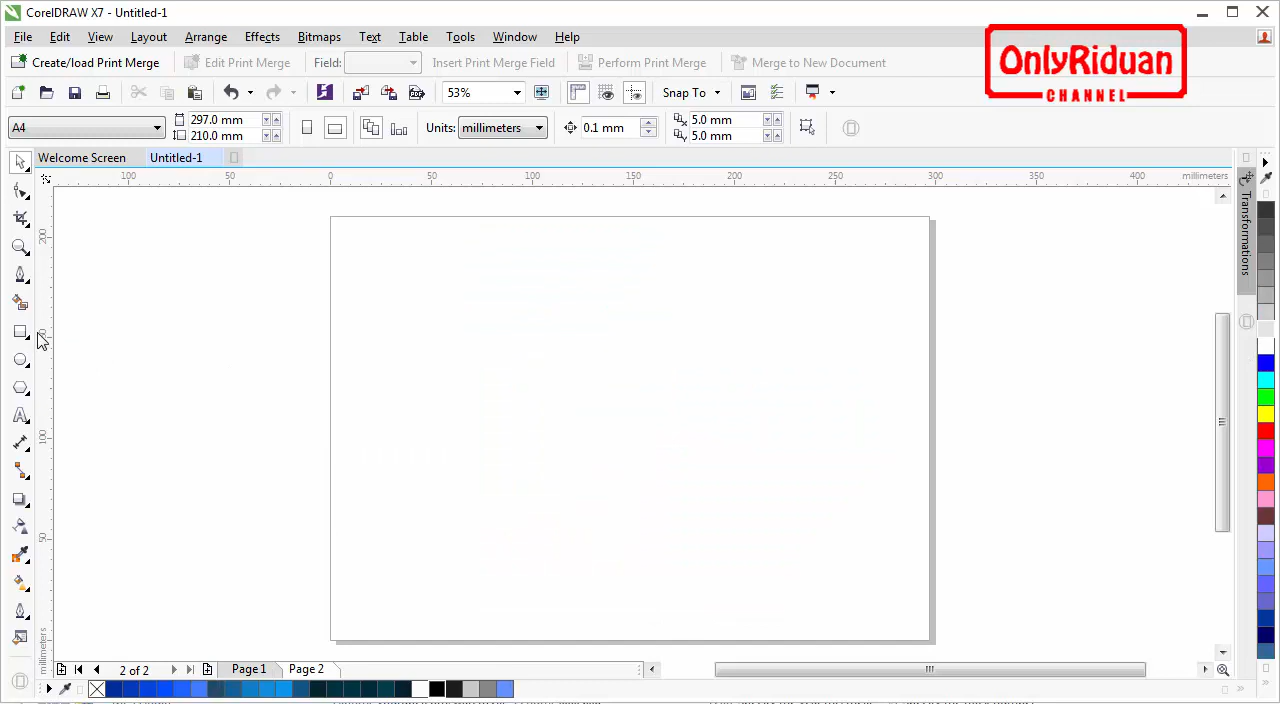 CorelDRAW X7 - Untitled-1
File Edit View Layout Arrange Effects Bitmaps Text Table Tools Window Help
OnlyRiduan
CHANNEL
Create/load Print Merge Edit Print Merge Field: Print Merge Field Perform Print Merge Merge to New Document
53% Snap To
A4 297.0 mm 210.0 mm Units: millimeters 0.1 mm 5.0 mm 5.0 mm
Welcome Screen Untitled-1
100 50 0 50 100 150 200 250 300 350 400 millimeters
200
100
50
millimeters
Transformations
2 of 2 Page 1 Page 2